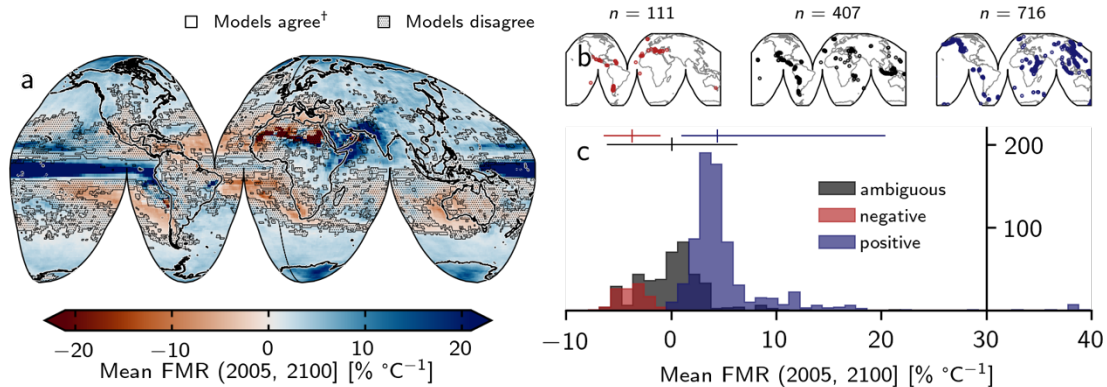 Models agree† Models disagree
a
−20 −10 0 10 20
Mean FMR (2005, 2100) [% °C⁻¹]
n = 111 n = 407 n = 716
b
c
ambiguous
negative
positive
200
100
−10 0 10 20 30 40
Mean FMR (2005, 2100) [% °C⁻¹]